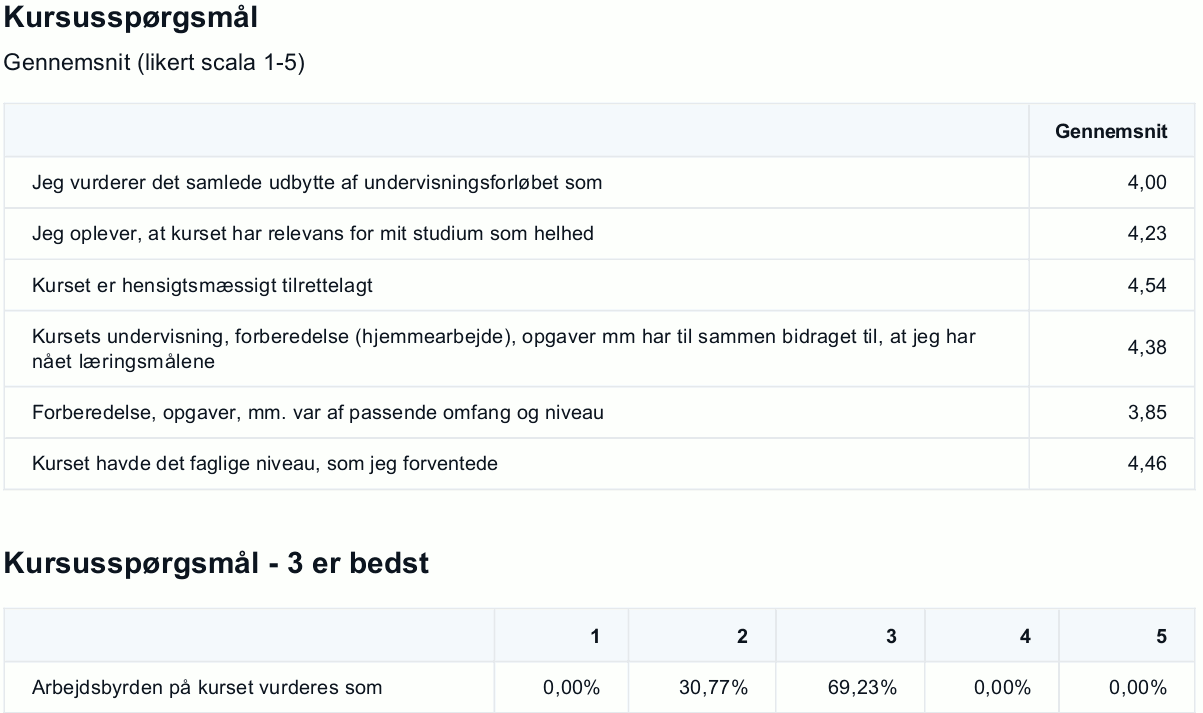 Kursusspørgsmål
Gennemsnit (likert scala 1-5)
Gennemsnit
Jeg vurderer det samlede udbytte af undervisningsforløbet som 4,00
Jeg oplever, at kurset har relevans for mit studium som helhed 4,23
Kurset er hensigtsmæssigt tilrettelagt 4,54
Kursets undervisning, forberedelse (hjemmearbejde), opgaver mm har til sammen bidraget til, at jeg har
nået læringsmålene 4,38
Forberedelse, opgaver, mm. var af passende omfang og niveau 3,85
Kurset havde det faglige niveau, som jeg forventede 4,46
Kursusspørgsmål - 3 er bedst
1 2 3 4 5
Arbejdsbyrden på kurset vurderes som 0,00% 30,77% 69,23% 0,00% 0,00%